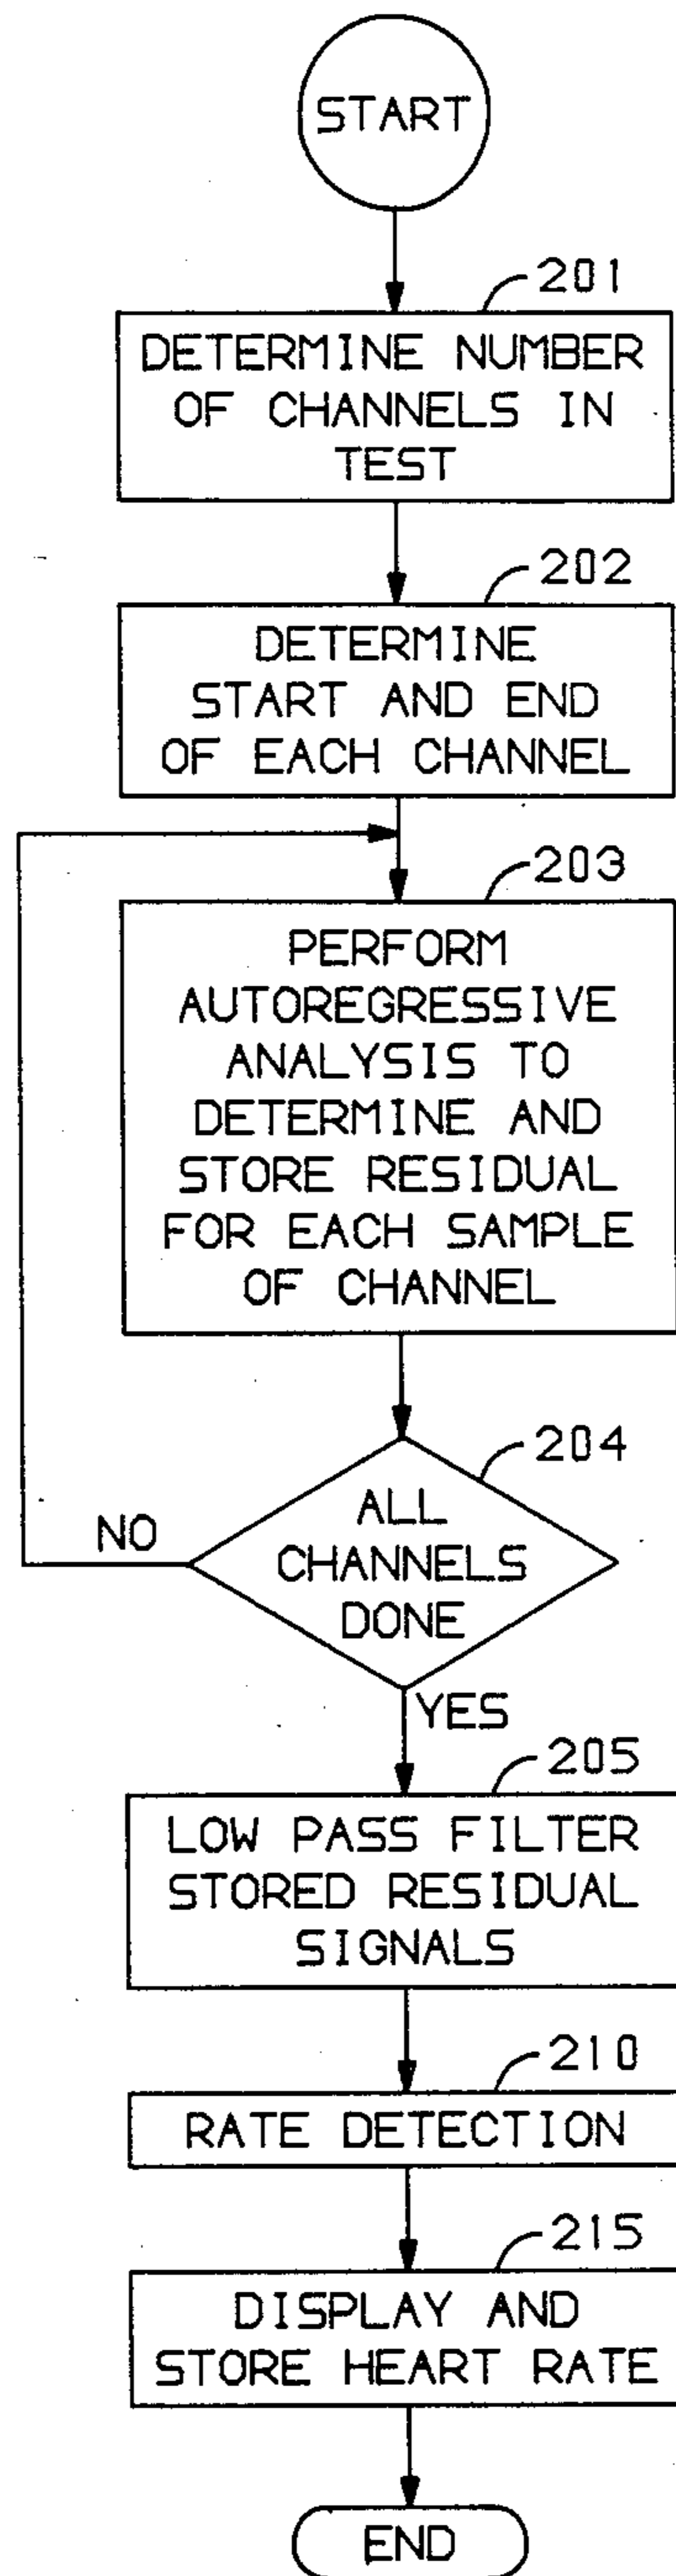 START
201
DETERMINE NUMBER
OF CHANNELS IN
TEST
202
DETERMINE
START AND END
OF EACH CHANNEL
203
PERFORM
AUTOREGRESSIVE
ANALYSIS TO
DETERMINE AND
STORE RESIDUAL
FOR EACH SAMPLE
OF CHANNEL
204
ALL
CHANNELS
DONE
NO
YES
205
LOW PASS FILTER
STORED RESIDUAL
SIGNALS
210
RATE DETECTION
215
DISPLAY AND
STORE HEART RATE
END